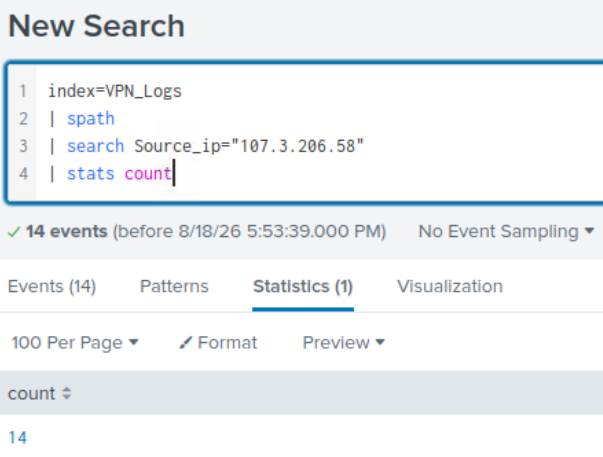 New Search
1 index=VPN_Logs
2 | spath
3 | search Source_ip="107.3.206.58"
4 | stats count
✓ 14 events (before 8/18/26 5:53:39.000 PM) No Event Sampling ▾
Events (14) Patterns Statistics (1) Visualization
100 Per Page ▾ Format Preview ▾
count
14